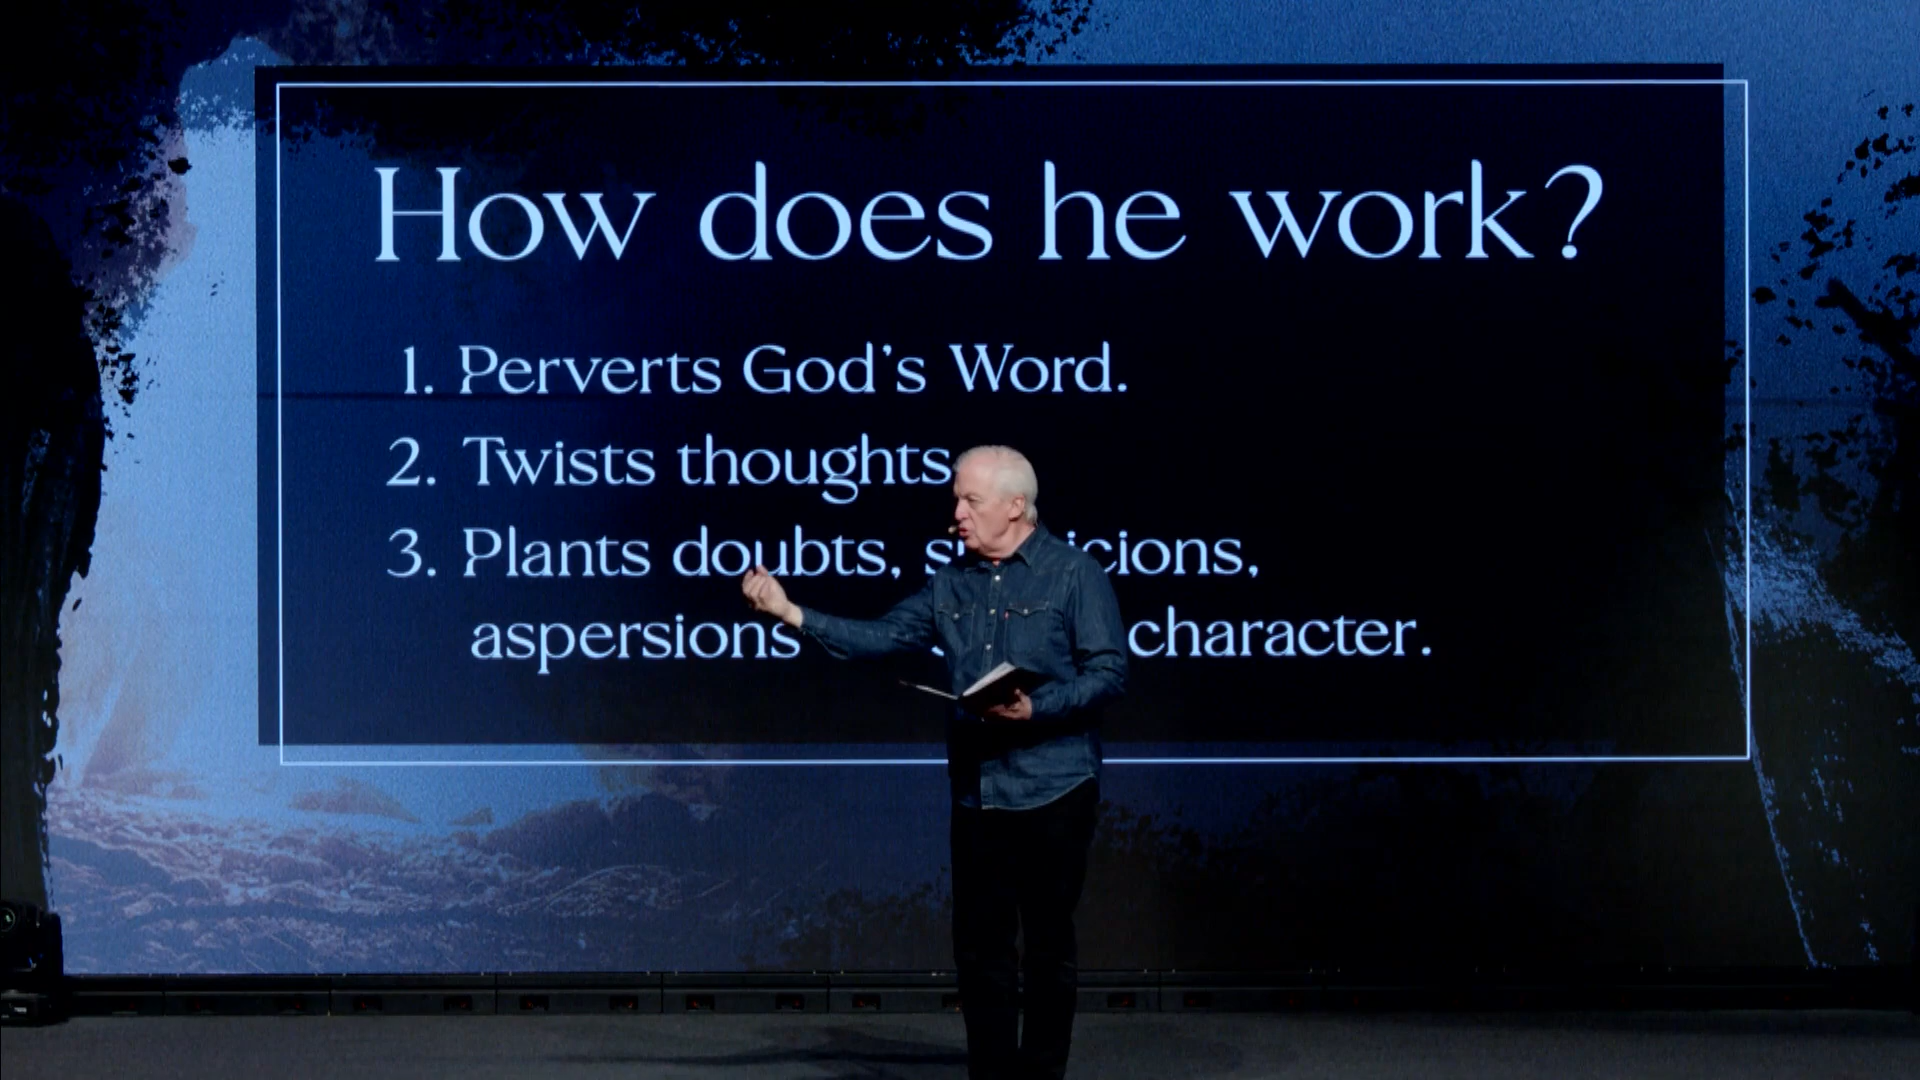 How does he work?
1. Perverts God's Word.
2. Twists thoughts
3. Plants doubts,
aspersions character.